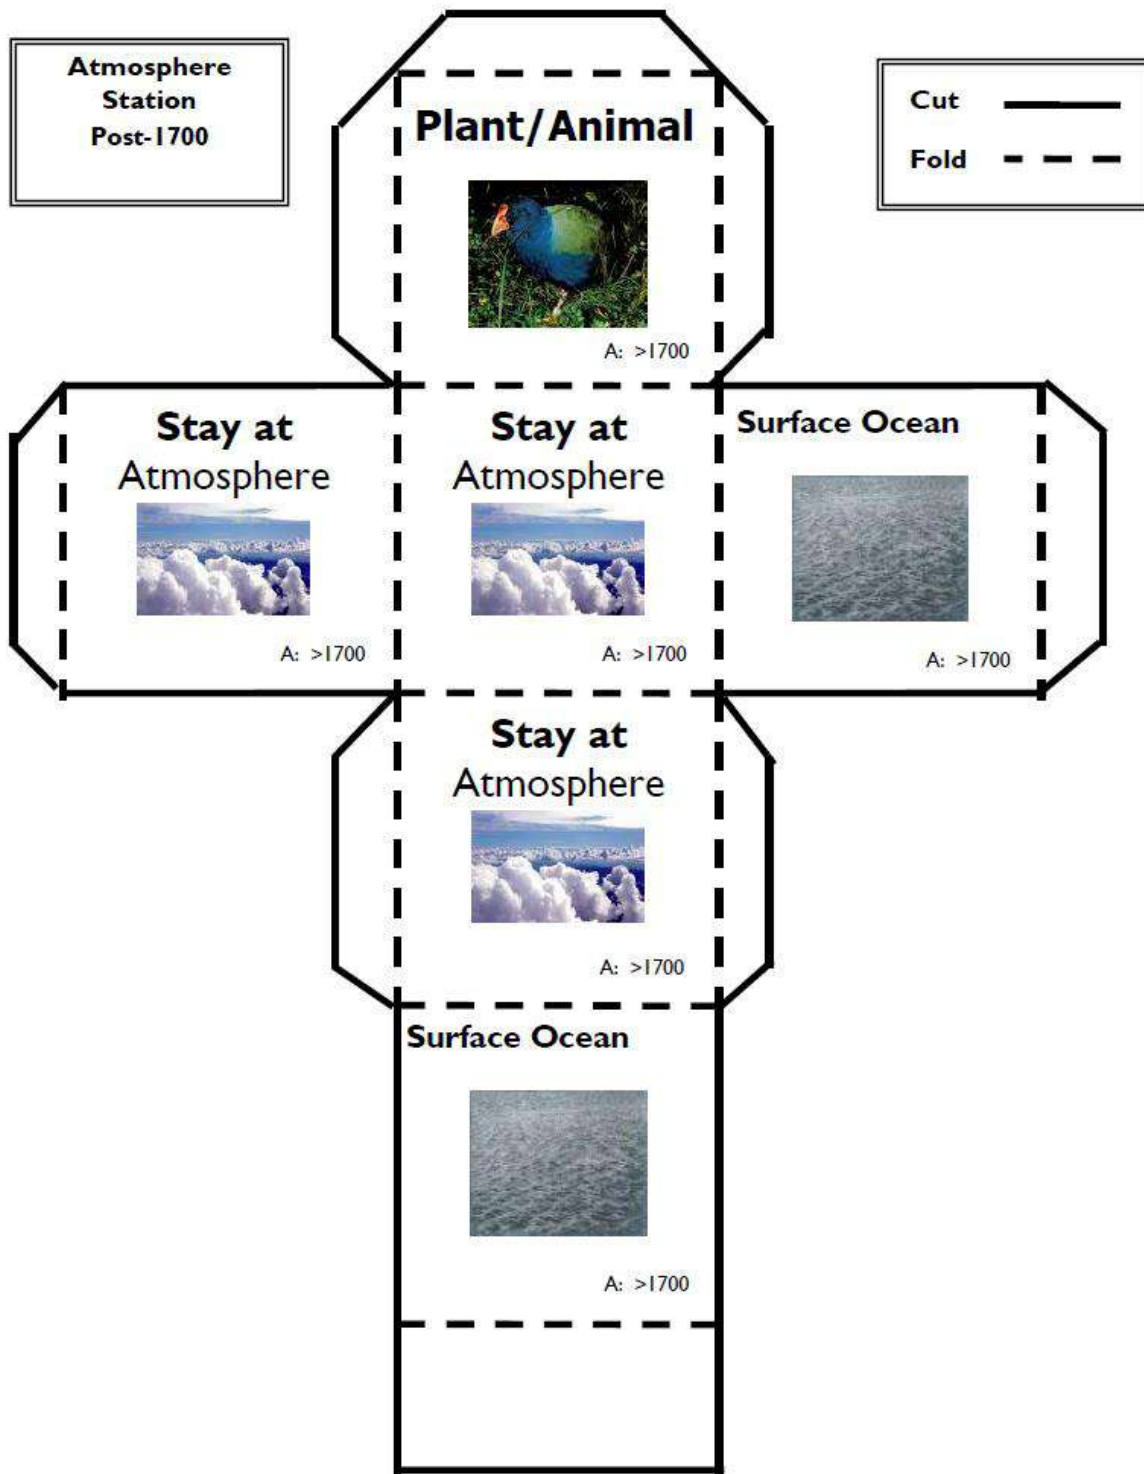 Atmosphere
Station
Post-1700
Cut
Fold
Plant/Animal
A: >1700
Stay at
Atmosphere
A: >1700
Stay at
Atmosphere
A: >1700
Surface Ocean
A: >1700
Stay at
Atmosphere
A: >1700
Surface Ocean
A: >1700